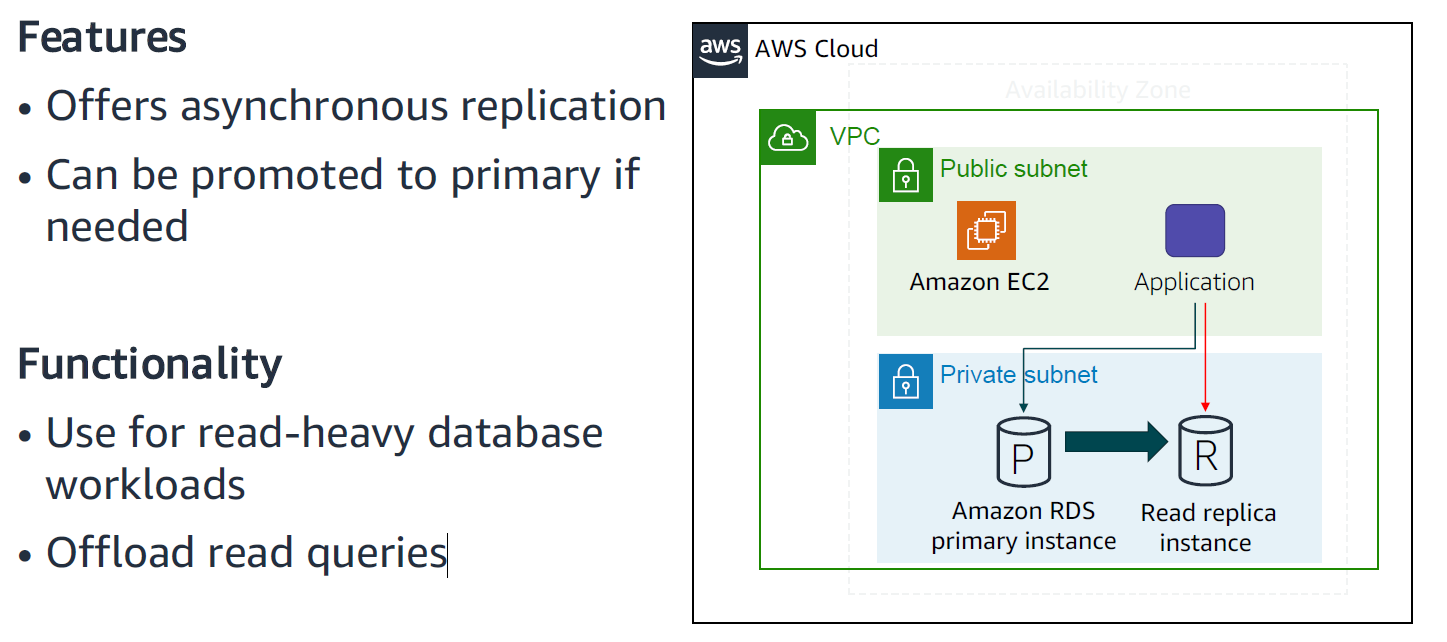 Features
• Offers asynchronous replication
• Can be promoted to primary if
needed
Functionality
• Use for read-heavy database
workloads
• Offload read queries
aws
AWS Cloud
Availability Zone
VPC
Public subnet
Amazon EC2
Application
Private subnet
P
R
Amazon RDS
primary instance
Read replica
instance